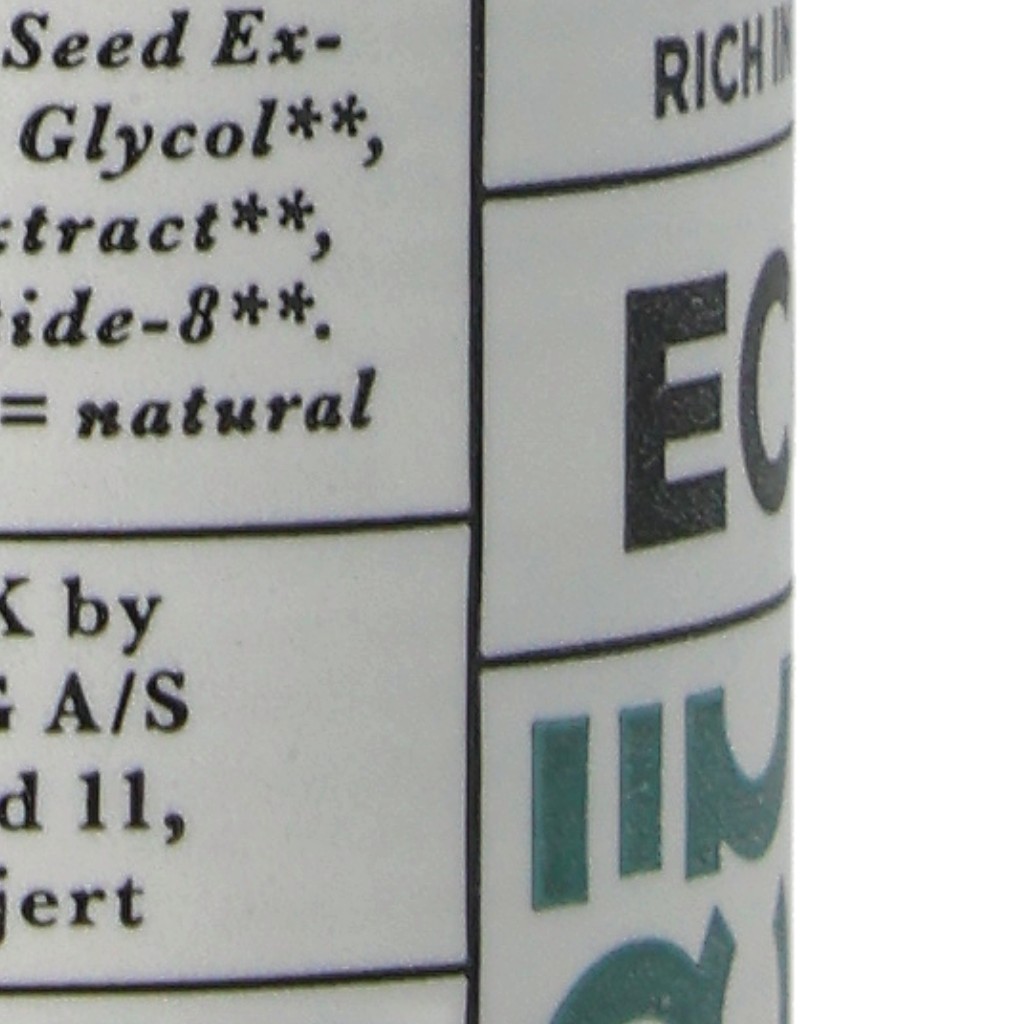 Seed Ex-
Glycol**,
tract**,
ide-8**.
= natural
K by
A/S
d 11,
jert
RICH IN
EC